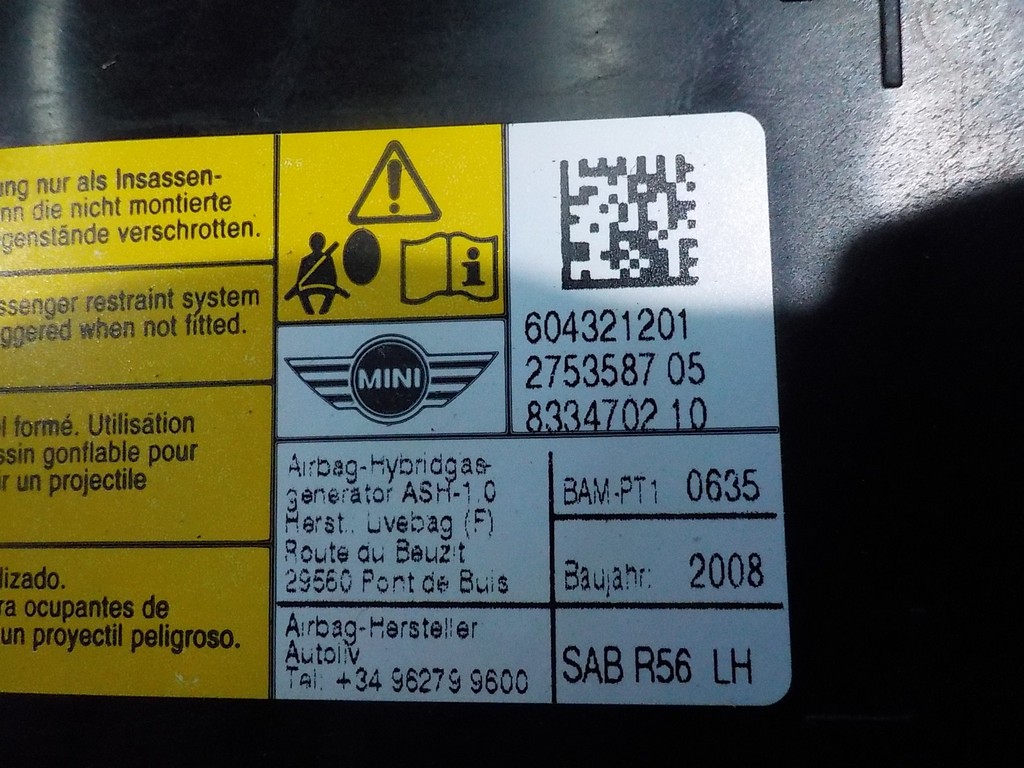 ung nur als Insassen-
nn die nicht montierte
genstände verschrotten.
ssenger restraint system
ggered when not fitted.
l formé. Utilisation
ssin gonflable pour
r un projectile
lizado.
ra ocupantes de
un proyectil peligroso.
i
MINI
604321201
2753587 05
8334702 10
Airbag-Hybridgas-
generator ASH-1.0
Herst.: Livebag (F)
Route du Beuzit
29560 Pont de Buis
BAM-PT1 0635
Baujahr: 2008
Airbag-Hersteller
Autoliv
Tel: +34 96279 9600
SAB R56 LH